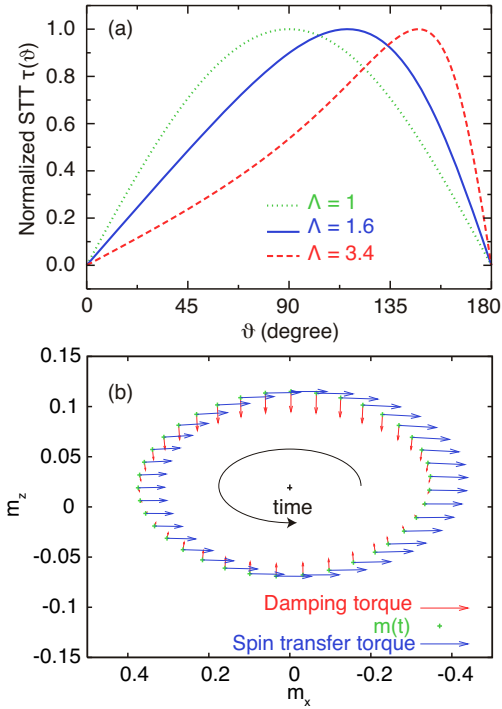 (a)
Normalized STT τ(ϑ)
1.0
0.8
0.6
0.4
0.2
0.0
Λ = 1
Λ = 1.6
Λ = 3.4
0 45 90 135 180
ϑ (degree)
(b)
m_z
0.15
0.1
0.05
0
-0.05
-0.1
-0.15
time
Damping torque
m(t)
Spin transfer torque
0.4 0.2 0 -0.2 -0.4
m_x